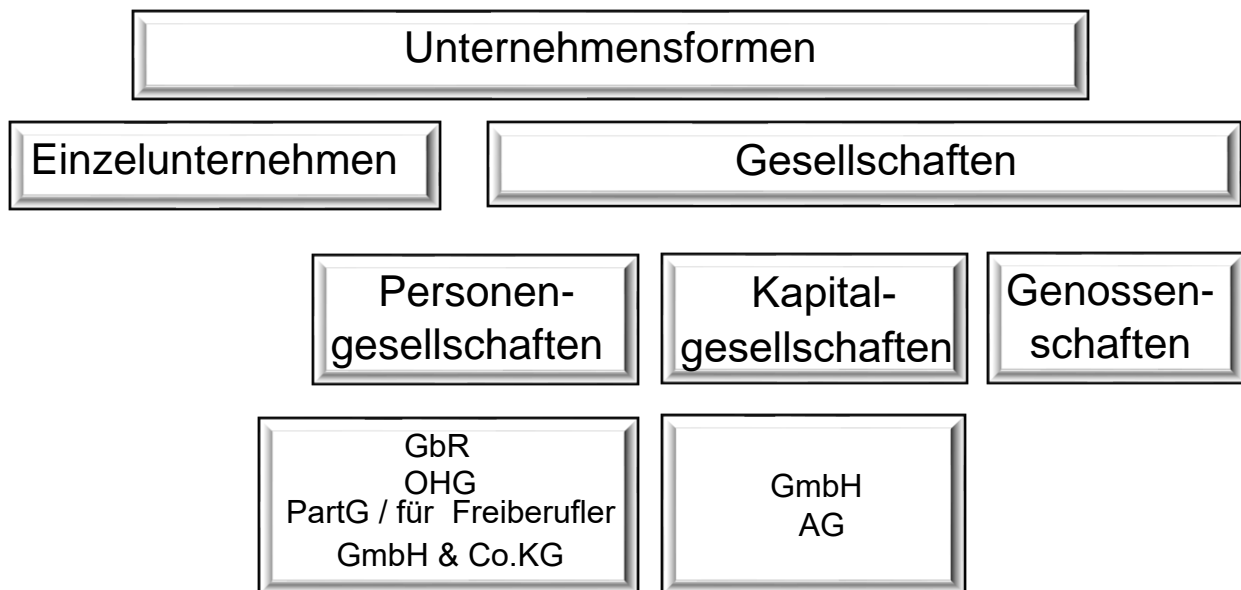 Unternehmensformen
Einzelunternehmen
Gesellschaften
Personen-
gesellschaften
Kapital-
gesellschaften
Genossen-
schaften
GbR
OHG
PartG / für Freiberufler
GmbH & Co.KG
GmbH
AG